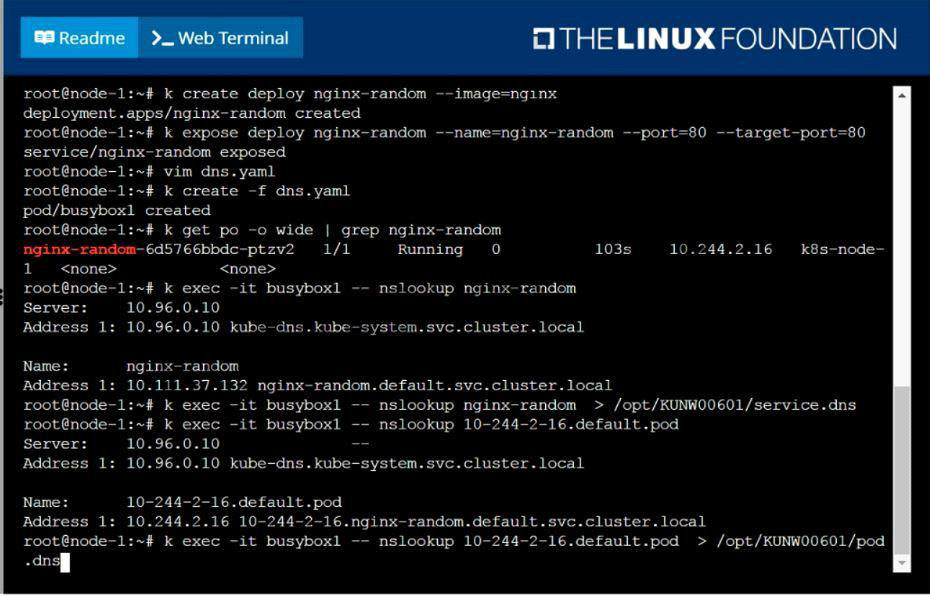 Readme
Web Terminal
THE LINUX FOUNDATION
root@node-1:~# k create deploy nginx-random --image=nginx
deployment.apps/nginx-random created
root@node-1:~# k expose deploy nginx-random --name=nginx-random --port=80 --target-port=80
service/nginx-random exposed
root@node-1:~# vim dns.yaml
root@node-1:~# k create -f dns.yaml
pod/busybox1 created
root@node-1:~# k get po -o wide | grep nginx-random
nginx-random-6d5766bbdc-ptzv2   1/1     Running   0          103s    10.244.2.16   k8s-node-
1   <none>           <none>
root@node-1:~# k exec -it busybox1 -- nslookup nginx-random
Server:    10.96.0.10
Address 1: 10.96.0.10 kube-dns.kube-system.svc.cluster.local
Name:      nginx-random
Address 1: 10.111.37.132 nginx-random.default.svc.cluster.local
root@node-1:~# k exec -it busybox1 -- nslookup nginx-random  > /opt/KUNW00601/service.dns
root@node-1:~# k exec -it busybox1 -- nslookup 10-244-2-16.default.pod
Server:    10.96.0.10              --
Address 1: 10.96.0.10 kube-dns.kube-system.svc.cluster.local
Name:      10-244-2-16.default.pod
Address 1: 10.244.2.16 10-244-2-16.nginx-random.default.svc.cluster.local
root@node-1:~# k exec -it busybox1 -- nslookup 10-244-2-16.default.pod  > /opt/KUNW00601/pod
.dns